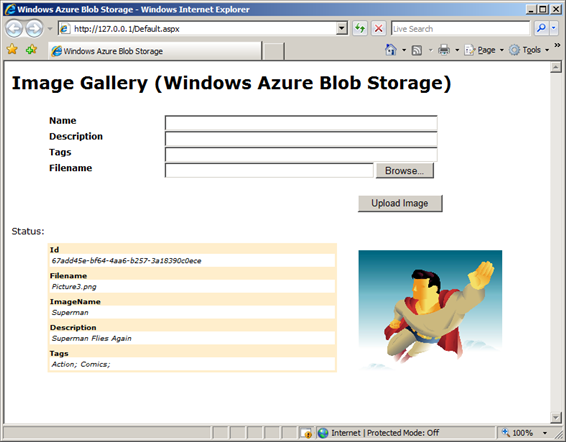 Windows Azure Blob Storage - Windows Internet Explorer
http://127.0.0.1/Default.aspx
Live Search
Windows Azure Blob Storage
Page
Tools
Image Gallery (Windows Azure Blob Storage)
Name
Description
Tags
Filename
Browse...
Upload Image
Status:
Id
67add45e-bf64-4aa6-b257-3a18390c0ece
Filename
Picture3.png
ImageName
Superman
Description
Superman Flies Again
Tags
Action; Comics;
Internet | Protected Mode: Off
100%